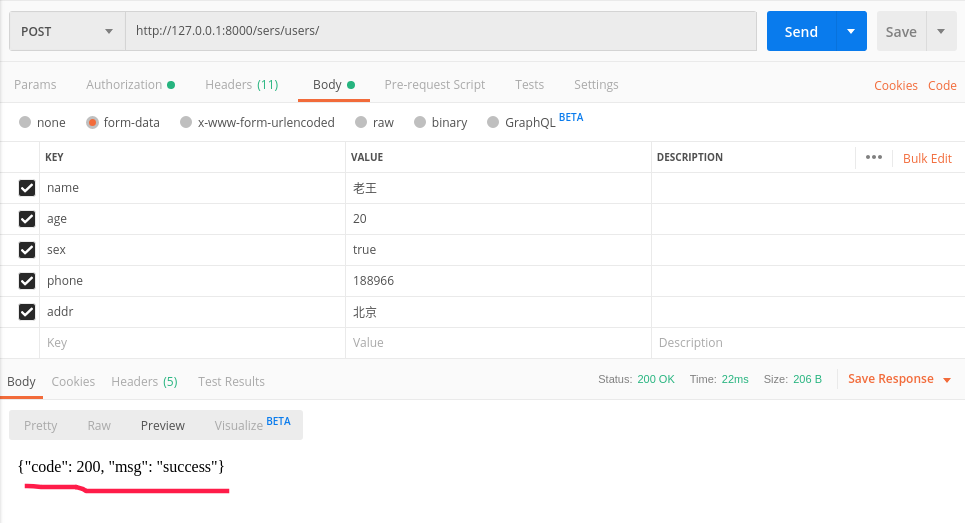 POST http://127.0.0.1:8000/sers/users/ Send Save
Params Authorization Headers (11) Body Pre-request Script Tests Settings Cookies Code
none form-data x-www-form-urlencoded raw binary GraphQL BETA
KEY VALUE DESCRIPTION ••• Bulk Edit
name 老王
age 20
sex true
phone 188966
addr 北京
Key Value Description
Body Cookies Headers (5) Test Results Status: 200 OK Time: 22ms Size: 206 B Save Response
Pretty Raw Preview Visualize BETA
{"code": 200, "msg": "success"}